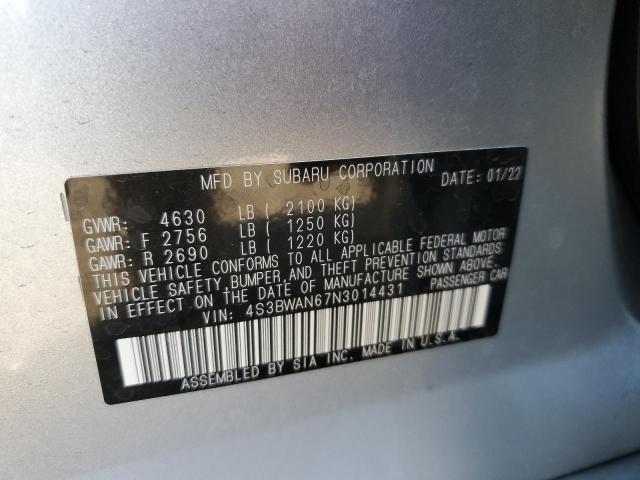 MFD BY SUBARU CORPORATION DATE: 01/22
GVWR: 4630 LB ( 2100 KG)
GAWR: F 2756 LB ( 1250 KG)
GAWR: R 2690 LB ( 1220 KG)
THIS VEHICLE CONFORMS TO ALL APPLICABLE FEDERAL MOTOR
VEHICLE SAFETY, BUMPER, AND THEFT PREVENTION STANDARDS
IN EFFECT ON THE DATE OF MANUFACTURE SHOWN ABOVE.
VIN: 4S3BWAN67N3014431 PASSENGER CAR
ASSEMBLED BY SIA INC. MADE IN U.S.A.